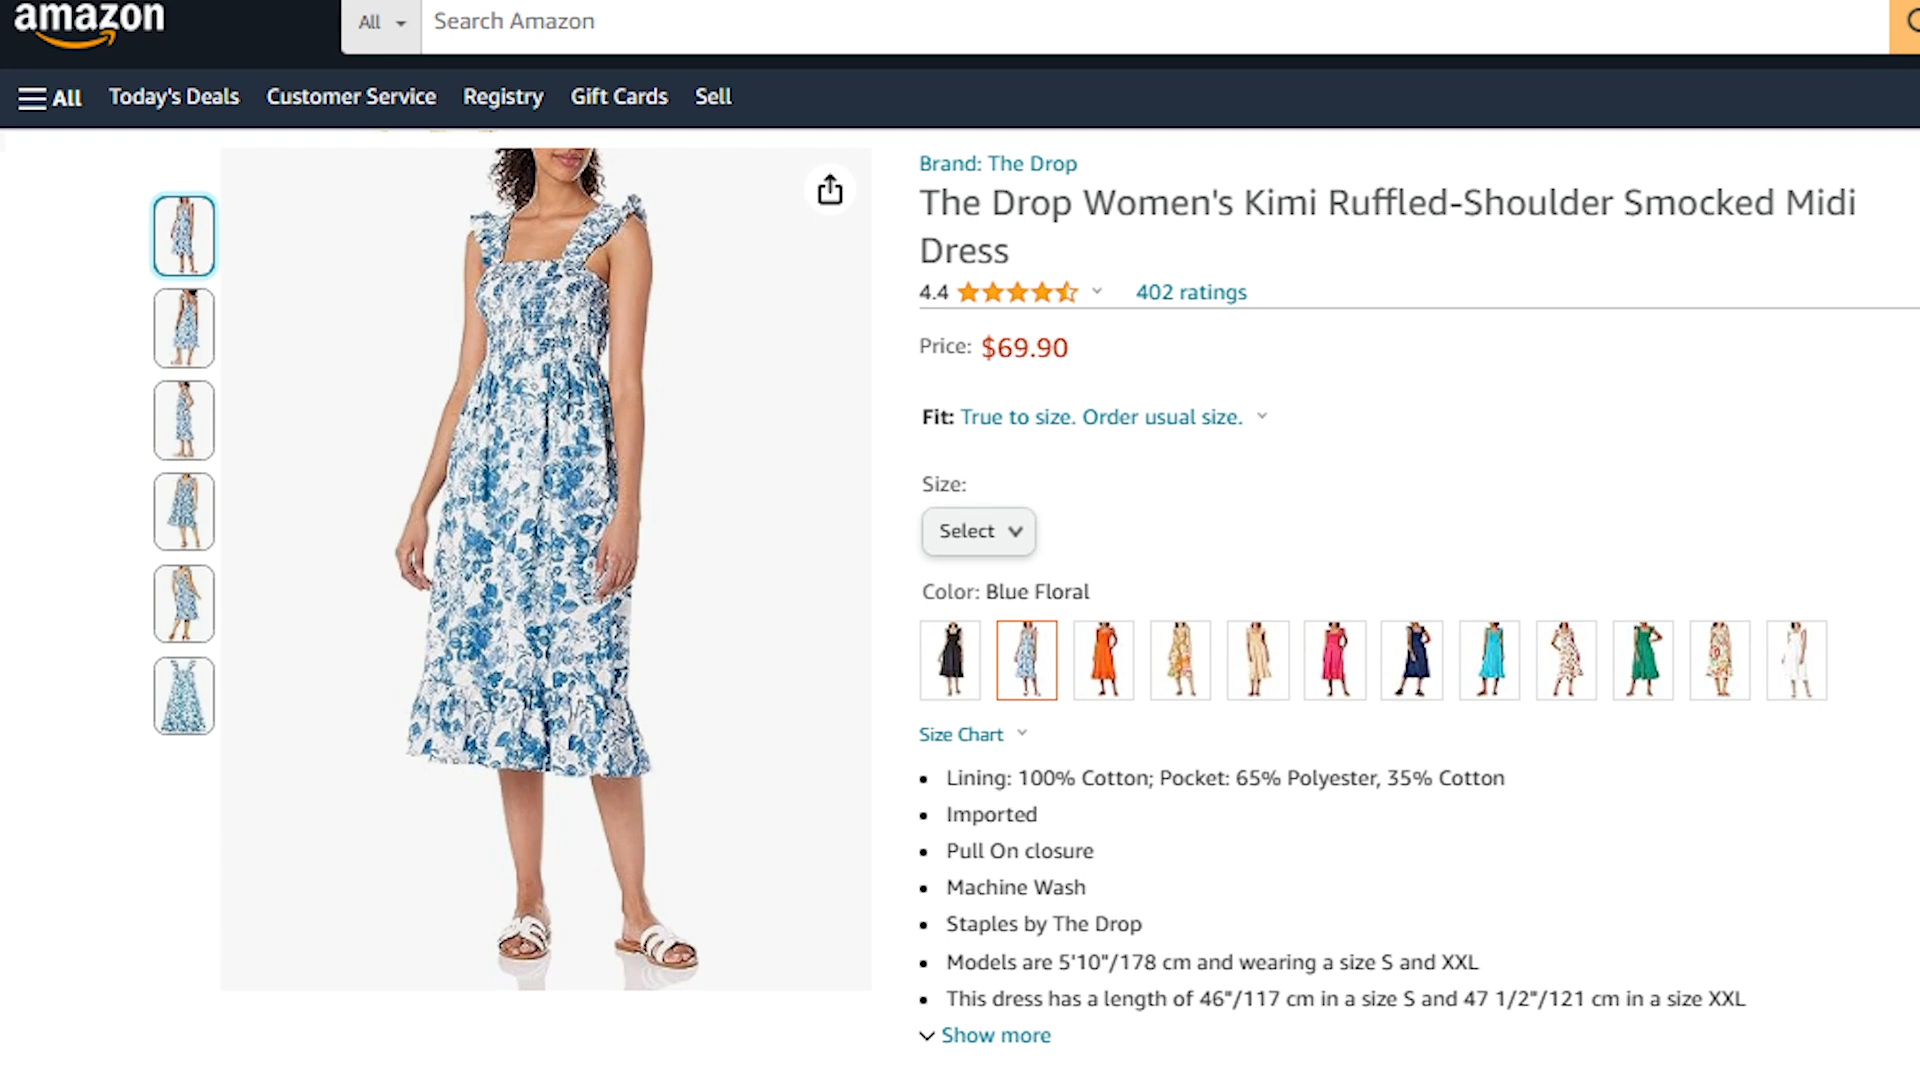 amazon
All
Search Amazon
All
Today's Deals
Customer Service
Registry
Gift Cards
Sell
Brand: The Drop
The Drop Women's Kimi Ruffled-Shoulder Smocked Midi
Dress
4.4
402 ratings
Price: $69.90
Fit: True to size. Order usual size.
Size:
Select
Color: Blue Floral
Size Chart
Lining: 100% Cotton; Pocket: 65% Polyester, 35% Cotton
Imported
Pull On closure
Machine Wash
Staples by The Drop
Models are 5'10"/178 cm and wearing a size S and XXL
This dress has a length of 46"/117 cm in a size S and 47 1/2"/121 cm in a size XXL
Show more